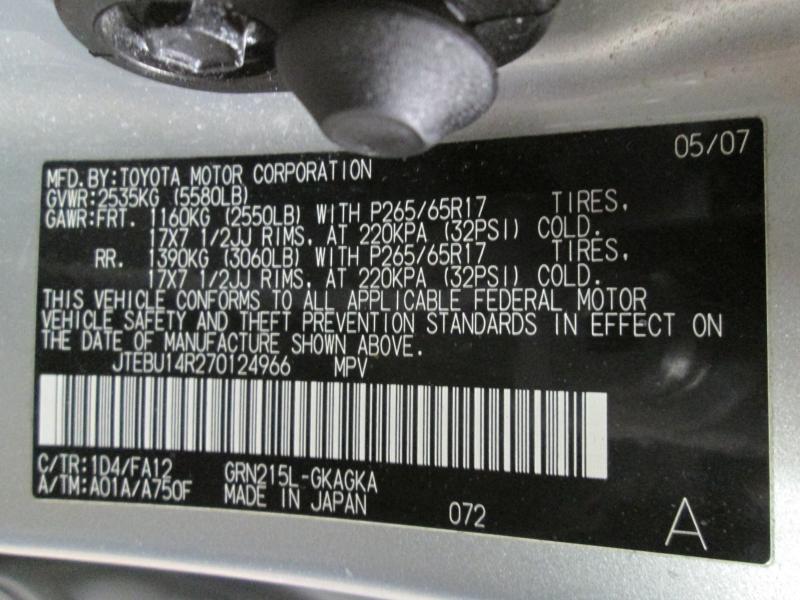 05/07
MFD.BY:TOYOTA MOTOR CORPORATION
GVWR:2535KG (5580LB)
GAWR:FRT. 1160KG (2550LB) WITH P265/65R17 TIRES,
17X7 1/2JJ RIMS, AT 220KPA (32PSI) COLD.
RR. 1390KG (3060LB) WITH P265/65R17 TIRES,
17X7 1/2JJ RIMS, AT 220KPA (32PSI) COLD.
THIS VEHICLE CONFORMS TO ALL APPLICABLE FEDERAL MOTOR
VEHICLE SAFETY AND THEFT PREVENTION STANDARDS IN EFFECT ON
THE DATE OF MANUFACTURE SHOWN ABOVE.
JTEBU14R270124966 MPV
C/TR:1D4/FA12 GRN215L-GKAGKA
A/TM:A01A/A750F MADE IN JAPAN 072 A